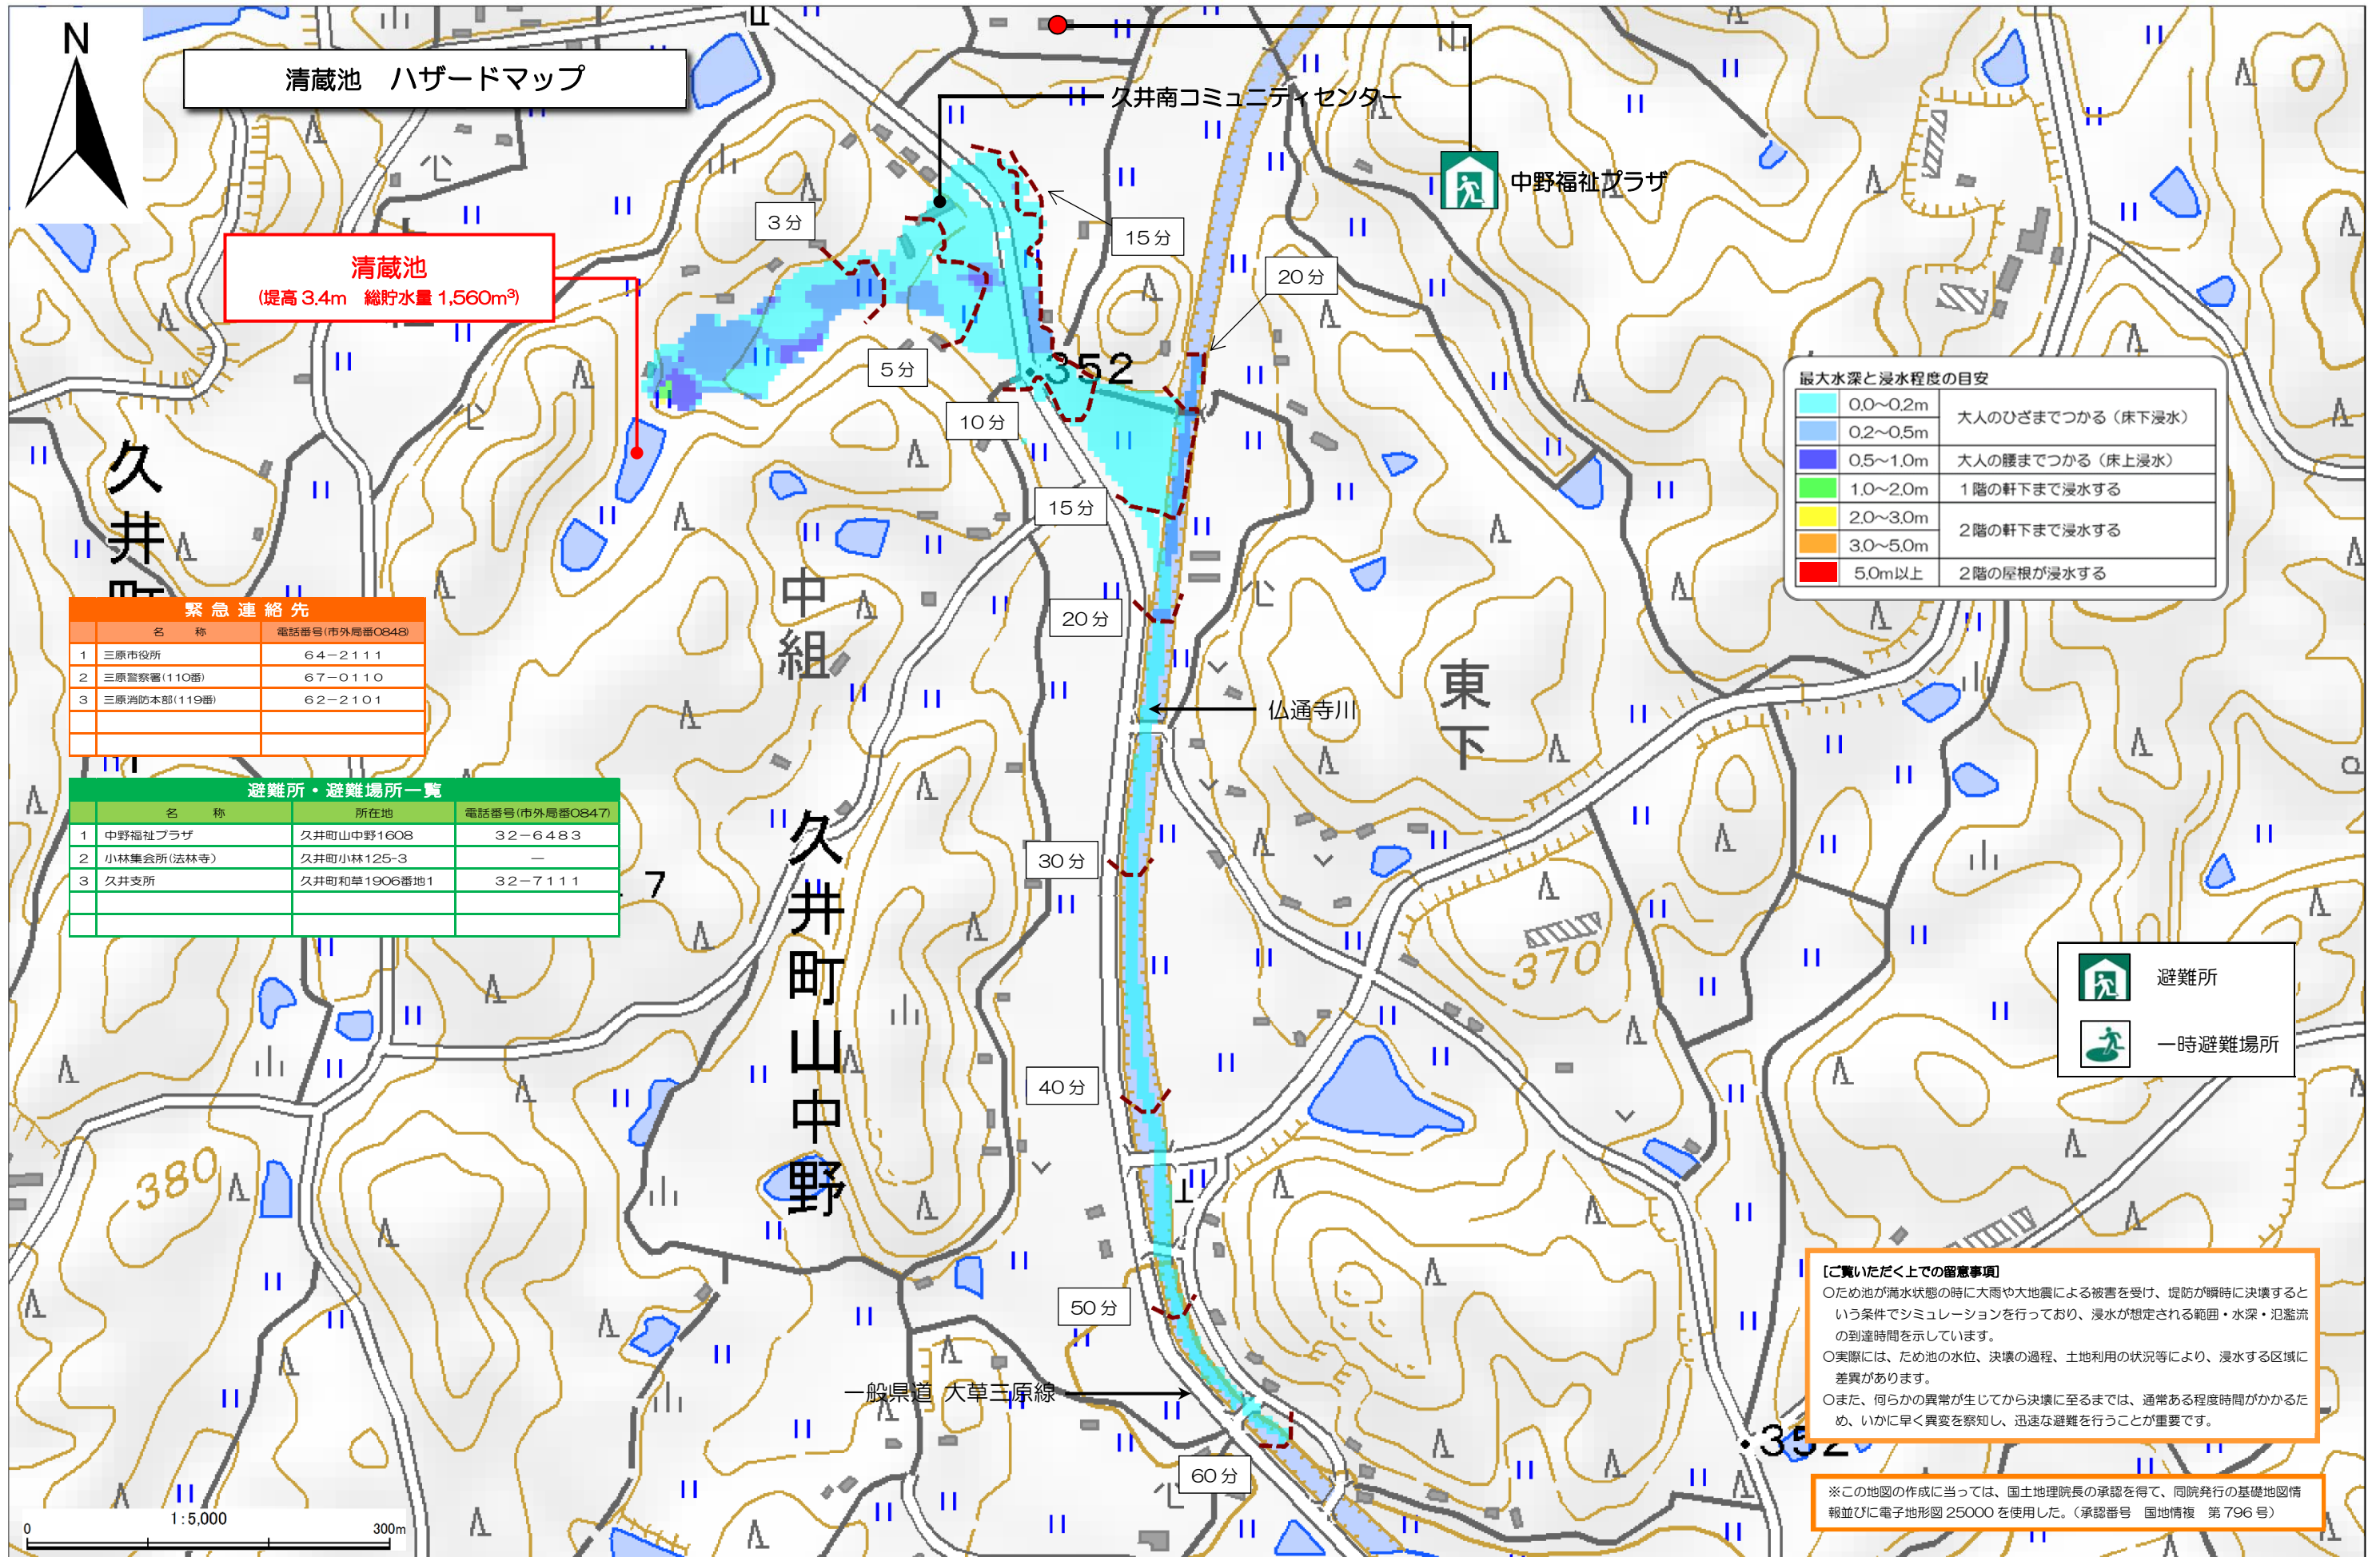 N
清蔵池 ハザードマップ
久井南コミュニティセンター
中野福祉プラザ
3分
15分
20分
清蔵池
(堤高 3.4m 総貯水量 1,560m³)
5分
352
10分
15分
20分
最大水深と浸水程度の目安
0.0～0.2m
大人のひざまでつかる（床下浸水）
0.2～0.5m
0.5～1.0m 大人の腰までつかる（床上浸水）
1.0～2.0m 1階の軒下まで浸水する
2.0～3.0m
2階の軒下まで浸水する
3.0～5.0m
5.0m以上 2階の屋根が浸水する
久井町
中組
東下
緊急連絡先
名 称 電話番号(市外局番0848)
1 三原市役所 64-2111
2 三原警察署(110番) 67-0110
3 三原消防本部(119番) 62-2101
仏通寺川
避難所・避難場所一覧
名 称 所在地 電話番号(市外局番0847)
1 中野福祉プラザ 久井町山中野1608 32-6483
2 小林集会所(法林寺) 久井町小林125-3 —
3 久井支所 久井町和草1906番地1 32-7111
7
久井町山中野
30分
370
避難所
一時避難場所
40分
380
50分
一般県道 大草三原線
60分
[ご覧いただく上での留意事項]
○ため池が満水状態の時に大雨や大地震による被害を受け、堤防が瞬時に決壊すると
いう条件でシミュレーションを行っており、浸水が想定される範囲・水深・氾濫流
の到達時間を示しています。
○実際には、ため池の水位、決壊の過程、土地利用の状況等により、浸水する区域に
差異があります。
○また、何らかの異常が生じてから決壊に至るまでは、通常ある程度時間がかかるた
め、いかに早く異変を察知し、迅速な避難を行うことが重要です。
352
※この地図の作成に当っては、国土地理院長の承認を得て、同院発行の基礎地図情
報並びに電子地形図 25000 を使用した。（承認番号 国地情複 第 796 号）
1:5,000
0 300m